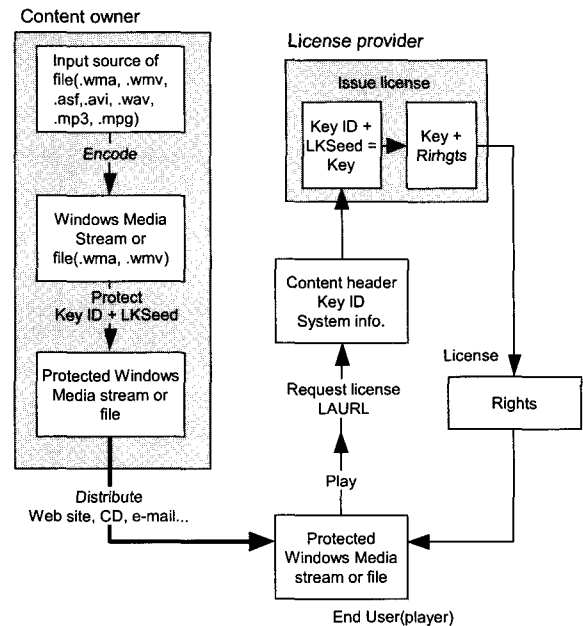 Content owner
Input source of
file(.wma, .wmv,
.asf,.avi, .wav,
.mp3, .mpg)
Encode
Windows Media
Stream or
file(.wma, .wmv)
Protect
Key ID + LKSeed
Protected Windows
Media stream or
file
Distribute
Web site, CD, e-mail...
License provider
Issue license
Key ID +
LKSeed =
Key
Key +
Rirhgts
Content header
Key ID
System info.
Request license
LAURL
Play
License
Rights
Protected
Windows Media
stream or file
End User(player)